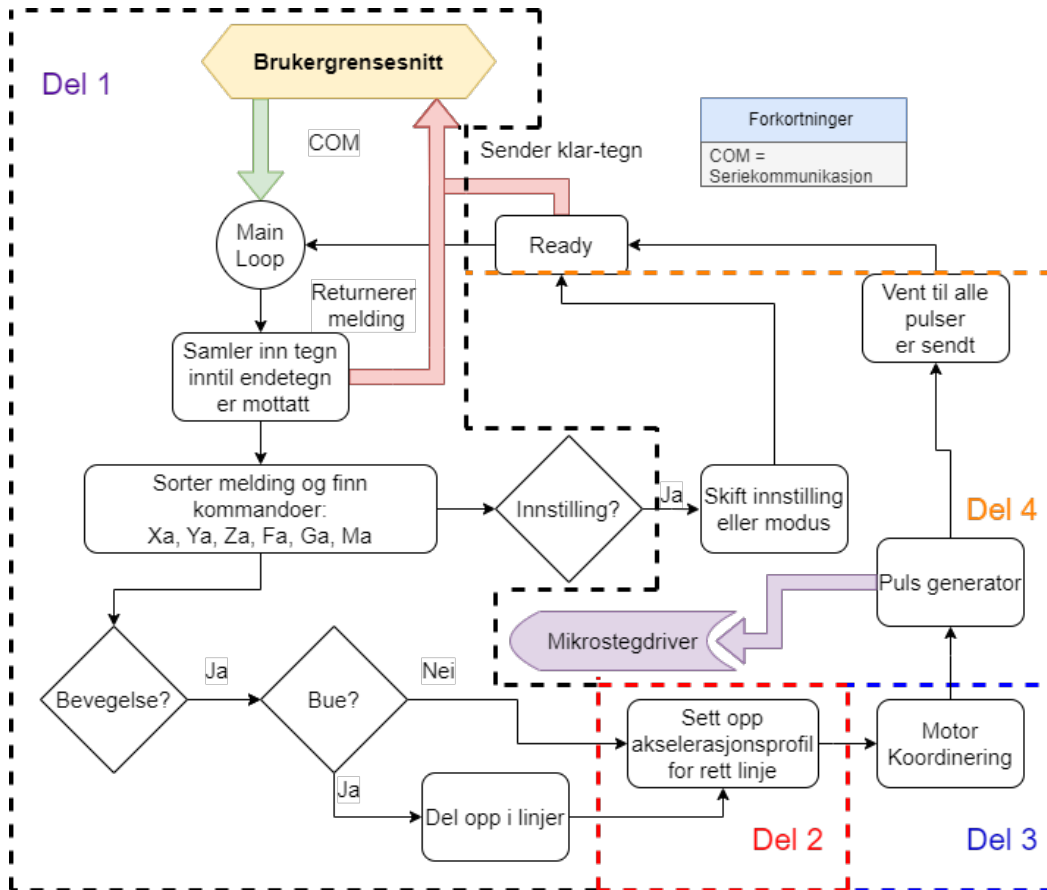 Brukergrensesnitt
Del 1
COM
Sender klar-tegn
Forkortninger
COM =
Seriekommunikasjon
Main
Loop
Ready
Returnerer
melding
Vent til alle
pulser
er sendt
Samler inn tegn
inntil endetegn
er mottatt
Sorter melding og finn
kommandoer:
Xa, Ya, Za, Fa, Ga, Ma
Innstilling?
Ja
Skift innstilling
eller modus
Del 4
Puls generator
Mikrostegdriver
Bevegelse?
Ja
Bue?
Nei
Sett opp
akselerasjonsprofil
for rett linje
Motor
Koordinering
Ja
Del opp i linjer
Del 2
Del 3